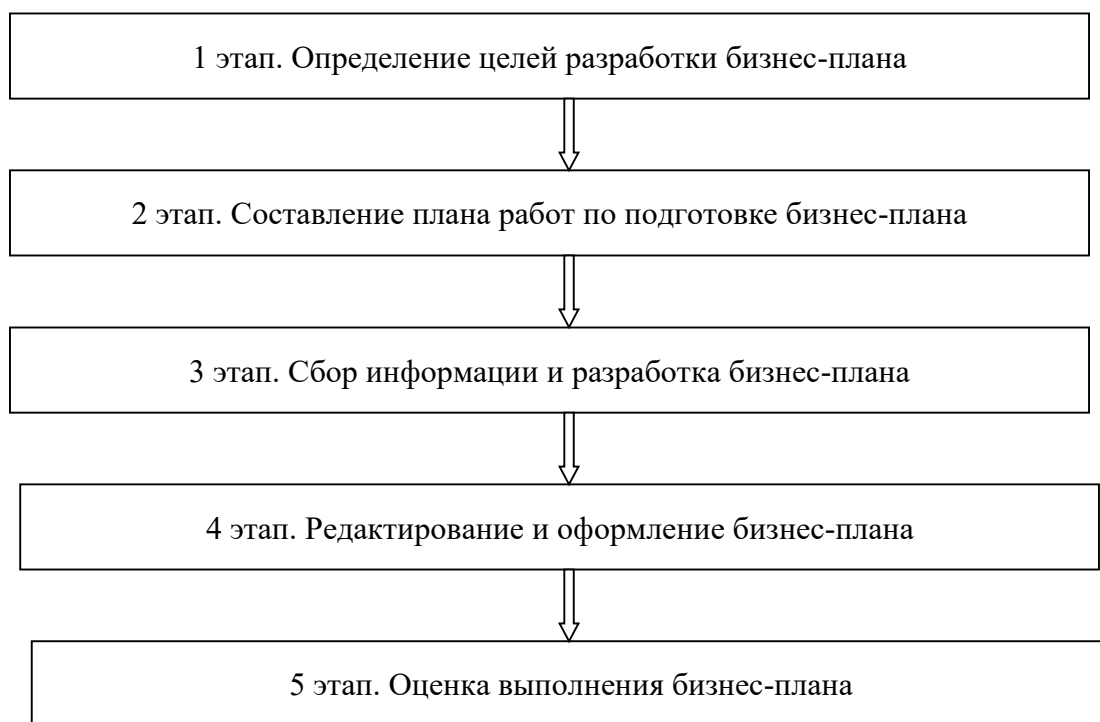 1 этап. Определение целей разработки бизнес-плана
2 этап. Составление плана работ по подготовке бизнес-плана
3 этап. Сбор информации и разработка бизнес-плана
4 этап. Редактирование и оформление бизнес-плана
5 этап. Оценка выполнения бизнес-плана